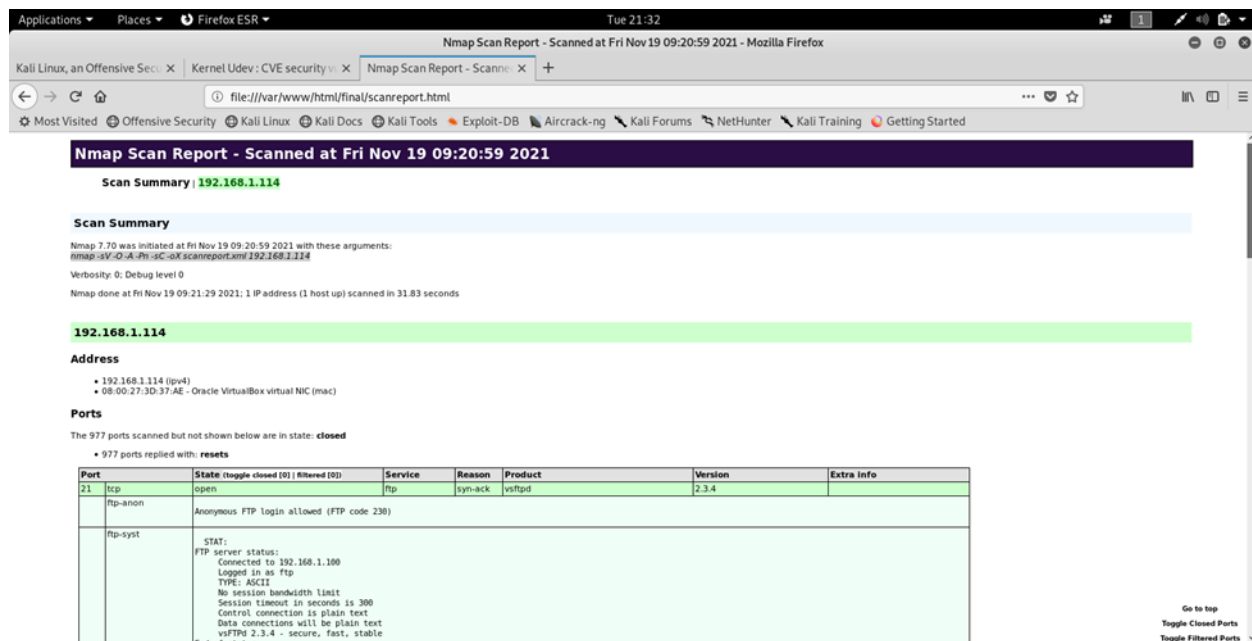 Applications Places Firefox ESR Tue 21:32 1
Nmap Scan Report - Scanned at Fri Nov 19 09:20:59 2021 - Mozilla Firefox
Kali Linux, an Offensive Secu Kernel Udev : CVE security v Nmap Scan Report - Scanne
file:///var/www/html/final/scanreport.html
Most Visited Offensive Security Kali Linux Kali Docs Kali Tools Exploit-DB Aircrack-ng Kali Forums NetHunter Kali Training Getting Started
Nmap Scan Report - Scanned at Fri Nov 19 09:20:59 2021
Scan Summary | 192.168.1.114
Scan Summary
Nmap 7.70 was initiated at Fri Nov 19 09:20:59 2021 with these arguments:
nmap -sV -O -A -Pn -sC -oX scanreport.xml 192.168.1.114
Verbosity: 0; Debug level 0
Nmap done at Fri Nov 19 09:21:29 2021; 1 IP address (1 host up) scanned in 31.83 seconds
192.168.1.114
Address
• 192.168.1.114 (ipv4)
• 08:00:27:3D:37:AE - Oracle VirtualBox virtual NIC (mac)
Ports
The 977 ports scanned but not shown below are in state: closed
• 977 ports replied with: resets
Port State (toggle closed [0] | filtered [0]) Service Reason Product Version Extra info
21 tcp open ftp syn-ack vsftpd 2.3.4
ftp-anon Anonymous FTP login allowed (FTP code 230)
ftp-syst
STAT:
FTP server status:
Connected to 192.168.1.100
Logged in as ftp
TYPE: ASCII
No session bandwidth limit
Session timeout in seconds is 300
Control connection is plain text
Data connections will be plain text
vsFTPd 2.3.4 - secure, fast, stable
Go to top
Toggle Closed Ports
Toggle Filtered Ports